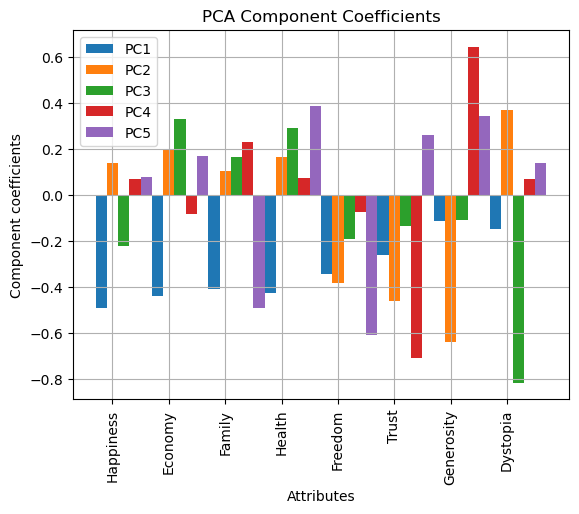 PCA Component Coefficients
PC1
PC2
PC3
PC4
PC5
Component coefficients
0.6
0.4
0.2
0.0
−0.2
−0.4
−0.6
−0.8
Happiness
Economy
Family
Health
Freedom
Trust
Generosity
Dystopia
Attributes